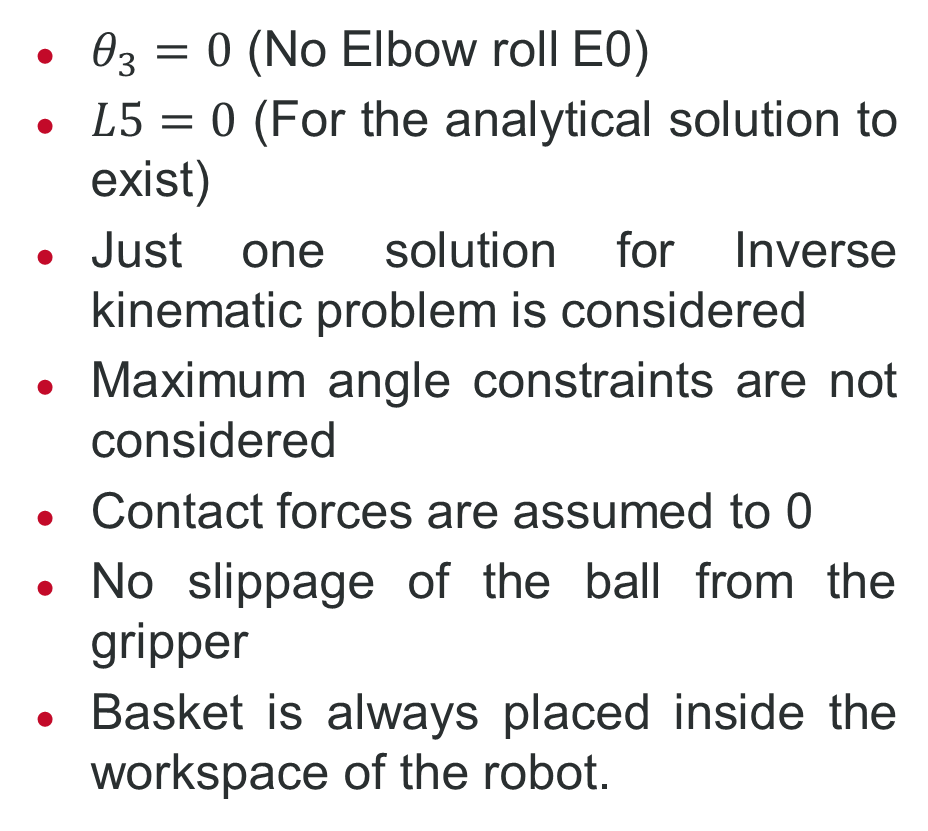 • θ₃ = 0 (No Elbow roll E0)
• L5 = 0 (For the analytical solution to
exist)
• Just one solution for Inverse
kinematic problem is considered
• Maximum angle constraints are not
considered
• Contact forces are assumed to 0
• No slippage of the ball from the
gripper
• Basket is always placed inside the
workspace of the robot.